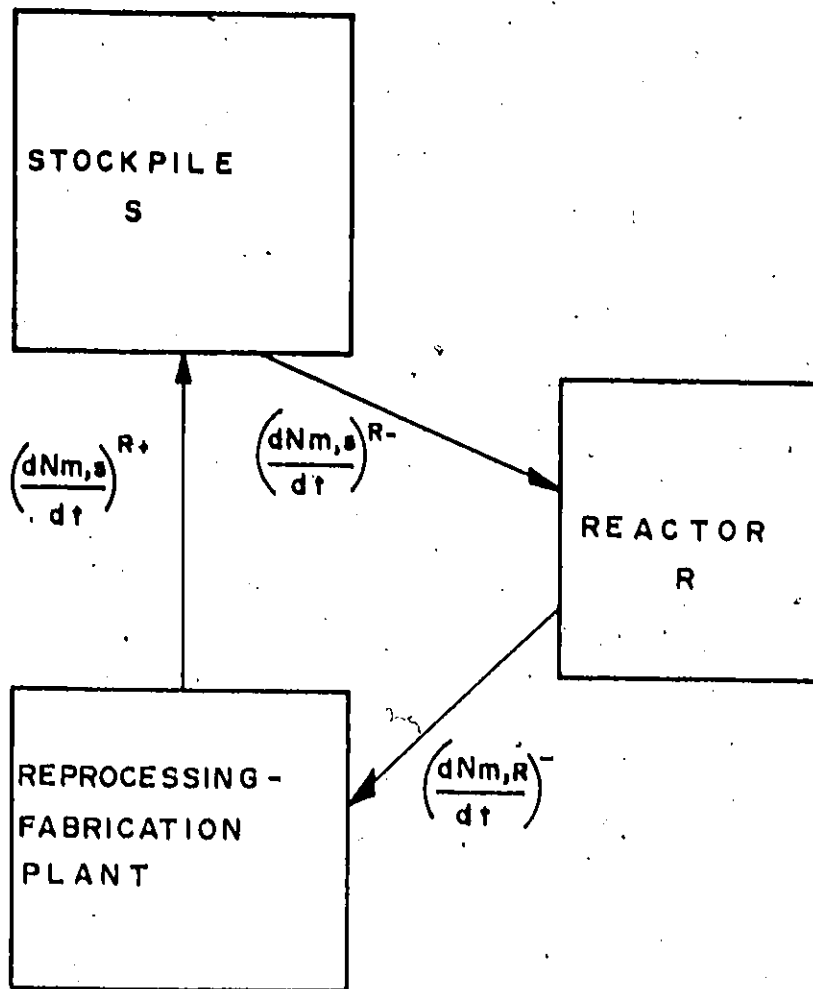 STOCKPILE
S
(dNm,s/dt)^R+
(dNm,s/dt)^R-
REACTOR
R
REPROCESSING-
FABRICATION
PLANT
(dNm,R/dt)^-